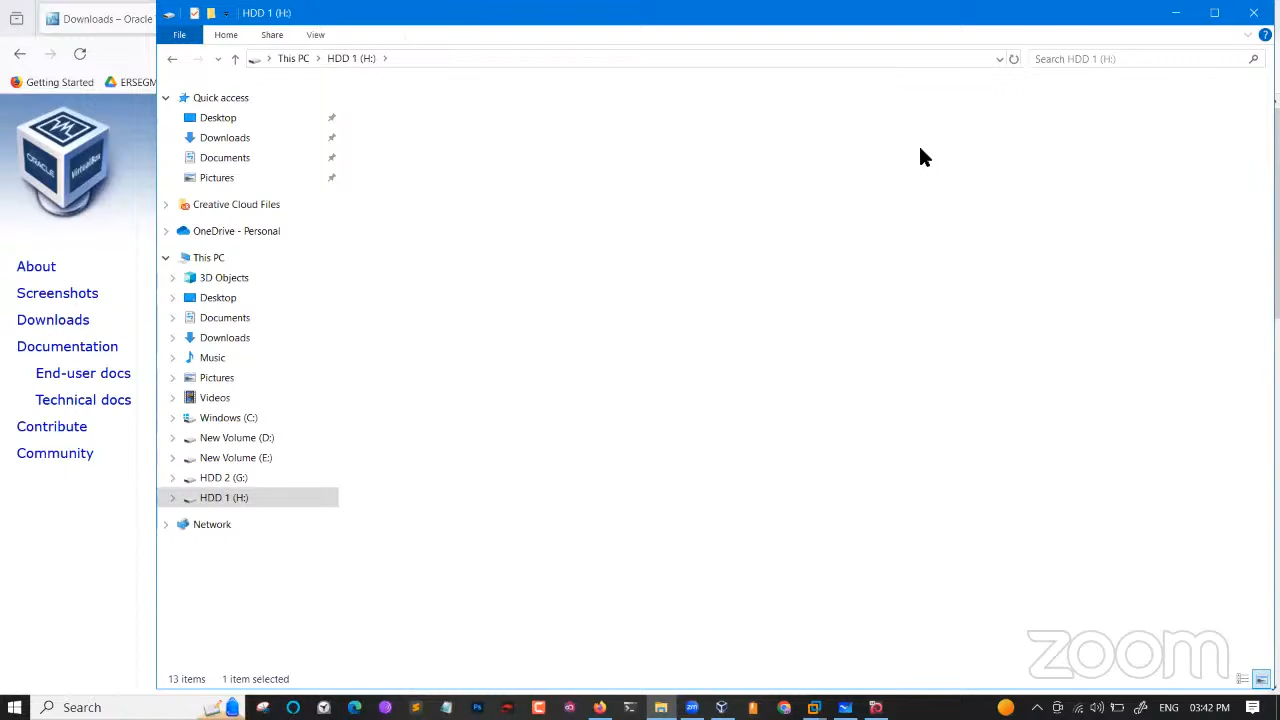 Downloads – Oracle
HDD 1 (H:)
File
Home
Share
View
This PC
HDD 1 (H:)
Search HDD 1 (H:)
Getting Started
ERSEGM
ORACLE
VirtualBox
About
Screenshots
Downloads
Documentation
End-user docs
Technical docs
Contribute
Community
Quick access
Desktop
Downloads
Documents
Pictures
Creative Cloud Files
OneDrive - Personal
This PC
3D Objects
Desktop
Documents
Downloads
Music
Pictures
Videos
Windows (C:)
New Volume (D:)
New Volume (E:)
HDD 2 (G:)
HDD 1 (H:)
Network
13 items
1 item selected
zoom
Search
ENG
03:42 PM